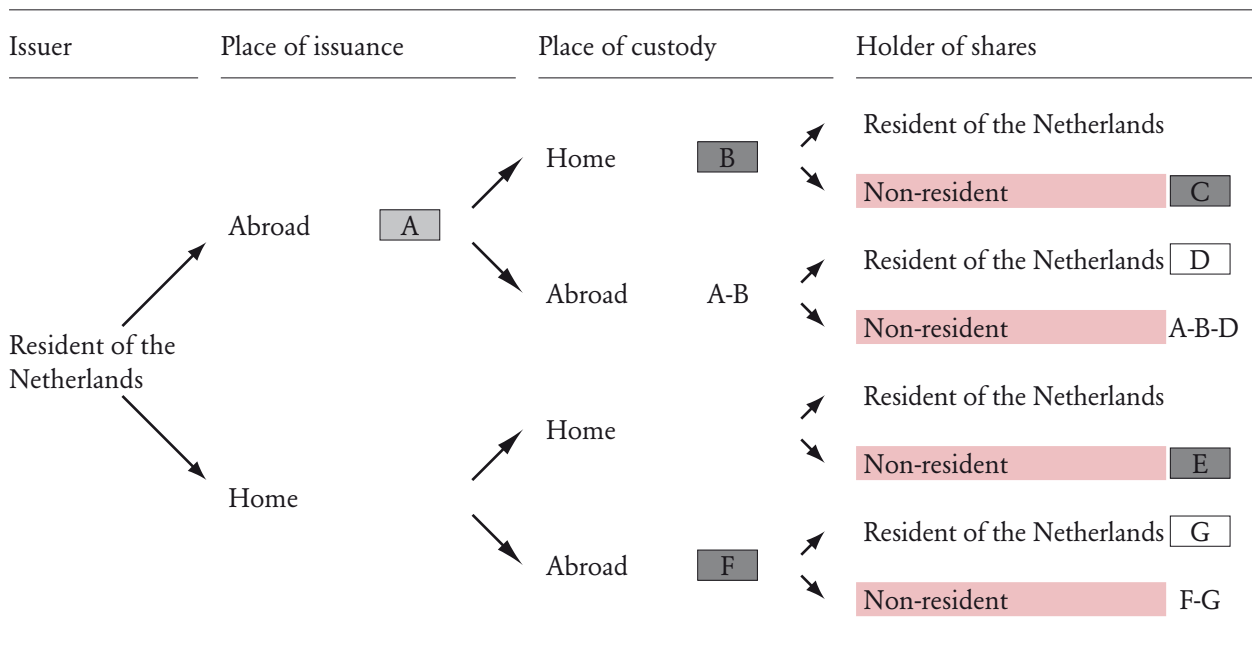 Issuer Place of issuance Place of custody Holder of shares
Resident of the Netherlands
Home B
Non-resident C
Abroad A
Resident of the Netherlands D
Abroad A-B
Non-resident A-B-D
Resident of the
Netherlands
Resident of the Netherlands
Home
Non-resident E
Home
Resident of the Netherlands G
Abroad F
Non-resident F-G